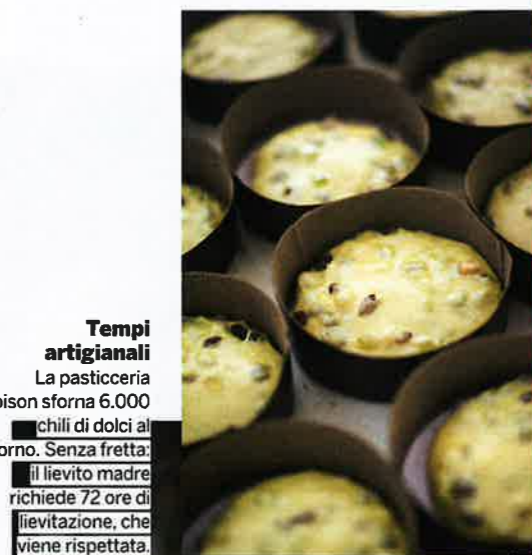 Tempi
artigianali
La pasticceria
oison sforna 6.000
chili di dolci al
orno. Senza fretta:
il lievito madre
richiede 72 ore di
lievitazione, che
viene rispettata.